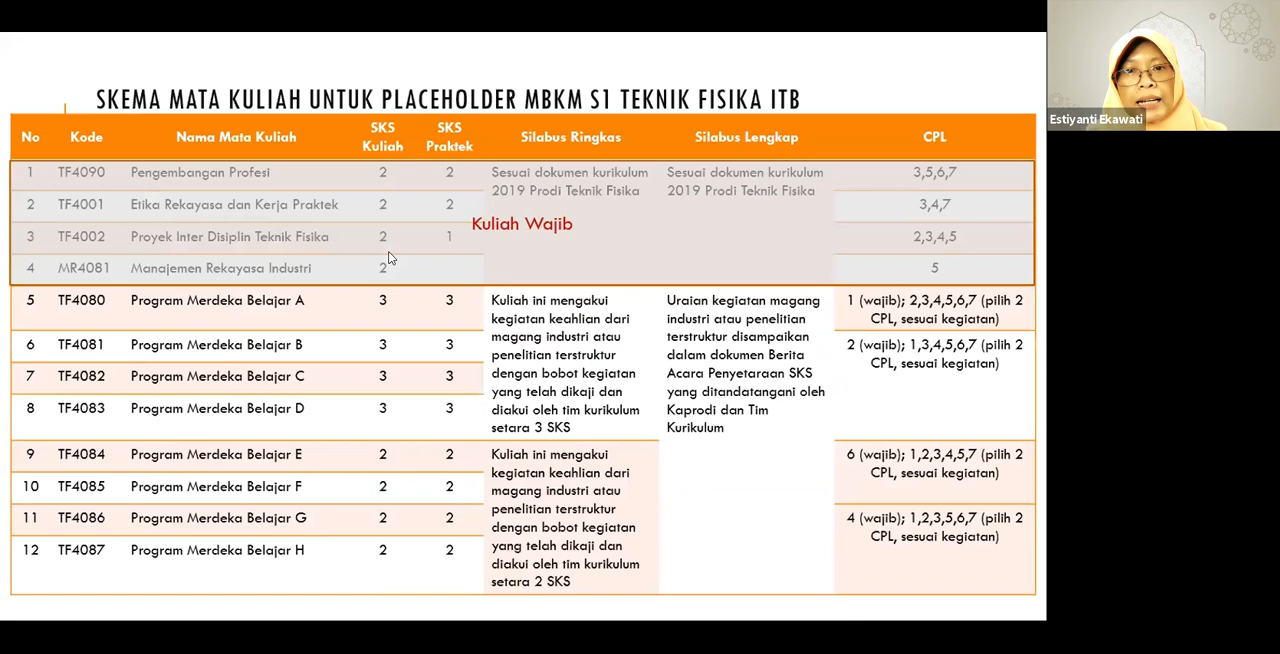 SKEMA MATA KULIAH UNTUK PLACEHOLDER MBKM S1 TEKNIK FISIKA ITB
Estiyanti Ekawati
No Kode Nama Mata Kuliah SKS Kuliah SKS Praktek Silabus Ringkas Silabus Lengkap CPL
1 TF4090 Pengembangan Profesi 2 2 3,5,6,7
2 TF4001 Etika Rekayasa dan Kerja Praktek 2 2 3,4,7
3 TF4002 Proyek Inter Disiplin Teknik Fisika 2 1 2,3,4,5
4 MR4081 Manajemen Rekayasa Industri 2 5
Sesuai dokumen kurikulum
2019 Prodi Teknik Fisika
Sesuai dokumen kurikulum
2019 Prodi Teknik Fisika
Kuliah Wajib
5 TF4080 Program Merdeka Belajar A 3 3
6 TF4081 Program Merdeka Belajar B 3 3
7 TF4082 Program Merdeka Belajar C 3 3
8 TF4083 Program Merdeka Belajar D 3 3
Kuliah ini mengakui
kegiatan keahlian dari
magang industri atau
penelitian terstruktur
dengan bobot kegiatan
yang telah dikaji dan
diakui oleh tim kurikulum
setara 3 SKS
Uraian kegiatan magang
industri atau penelitian
terstruktur disampaikan
dalam dokumen Berita
Acara Penyetaraan SKS
yang ditandatangani oleh
Kaprodi dan Tim
Kurikulum
1 (wajib); 2,3,4,5,6,7 (pilih 2
CPL, sesuai kegiatan)
2 (wajib); 1,3,4,5,6,7 (pilih 2
CPL, sesuai kegiatan)
9 TF4084 Program Merdeka Belajar E 2 2
10 TF4085 Program Merdeka Belajar F 2 2
11 TF4086 Program Merdeka Belajar G 2 2
12 TF4087 Program Merdeka Belajar H 2 2
Kuliah ini mengakui
kegiatan keahlian dari
magang industri atau
penelitian terstruktur
dengan bobot kegiatan
yang telah dikaji dan
diakui oleh tim kurikulum
setara 2 SKS
6 (wajib); 1,2,3,4,5,7 (pilih 2
CPL, sesuai kegiatan)
4 (wajib); 1,2,3,5,6,7 (pilih 2
CPL, sesuai kegiatan)